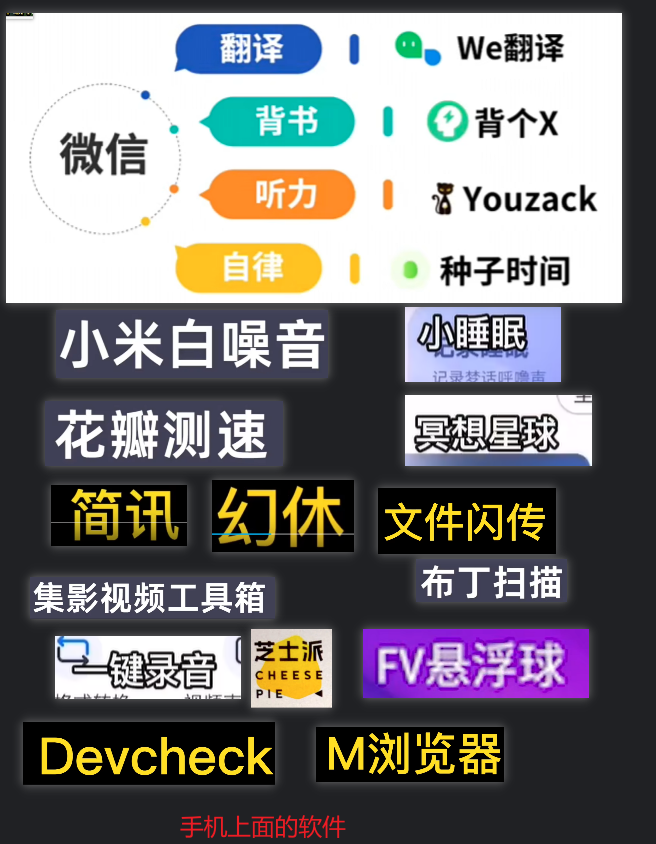 翻译 We翻译
微信
背书 背个X
听力 Youzack
自律 种子时间
小米白噪音
小睡眠
记录梦话呼噜声
花瓣测速
冥想星球
简讯
幻休
文件闪传
集影视频工具箱
布丁扫描
一键录音
芝士派
CHEESE
PIE
FV悬浮球
Devcheck
M浏览器
手机上面的软件